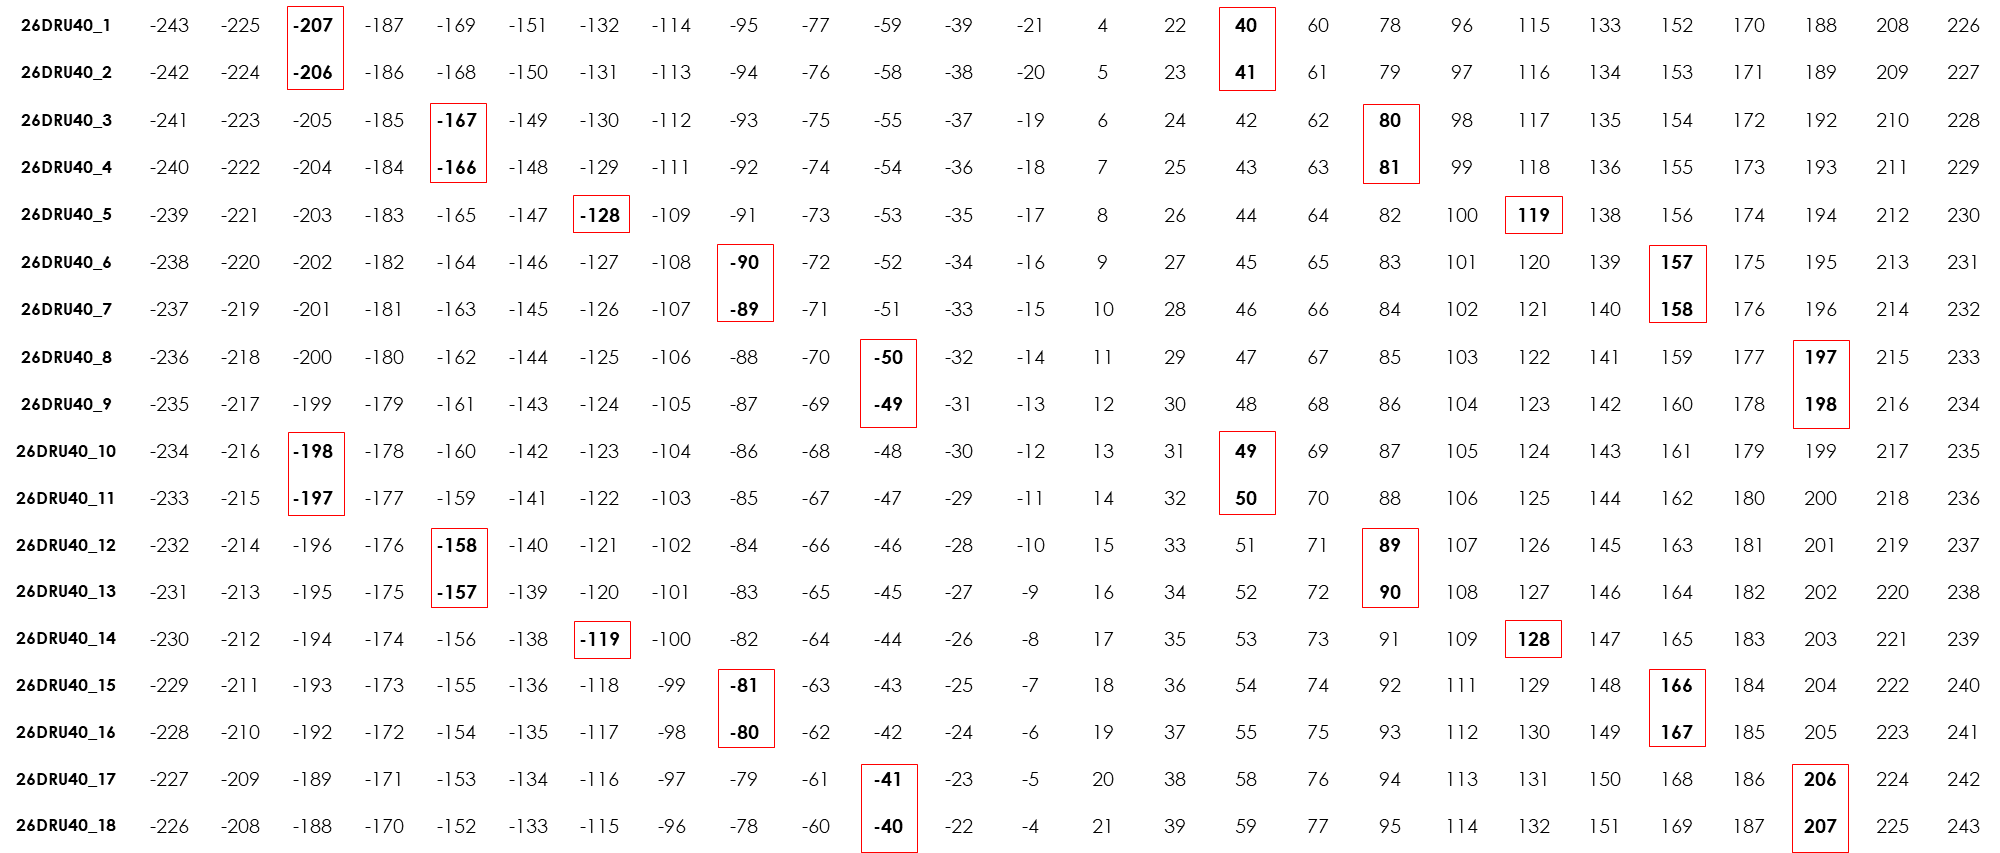 26DRU40_1 -243 -225 -207 -187 -169 -151 -132 -114 -95 -77 -59 -39 -21 4 22 40 60 78 96 115 133 152 170 188 208 226
26DRU40_2 -242 -224 -206 -186 -168 -150 -131 -113 -94 -76 -58 -38 -20 5 23 41 61 79 97 116 134 153 171 189 209 227
26DRU40_3 -241 -223 -205 -185 -167 -149 -130 -112 -93 -75 -55 -37 -19 6 24 42 62 80 98 117 135 154 172 192 210 228
26DRU40_4 -240 -222 -204 -184 -166 -148 -129 -111 -92 -74 -54 -36 -18 7 25 43 63 81 99 118 136 155 173 193 211 229
26DRU40_5 -239 -221 -203 -183 -165 -147 -128 -109 -91 -73 -53 -35 -17 8 26 44 64 82 100 119 138 156 174 194 212 230
26DRU40_6 -238 -220 -202 -182 -164 -146 -127 -108 -90 -72 -52 -34 -16 9 27 45 65 83 101 120 139 157 175 195 213 231
26DRU40_7 -237 -219 -201 -181 -163 -145 -126 -107 -89 -71 -51 -33 -15 10 28 46 66 84 102 121 140 158 176 196 214 232
26DRU40_8 -236 -218 -200 -180 -162 -144 -125 -106 -88 -70 -50 -32 -14 11 29 47 67 85 103 122 141 159 177 197 215 233
26DRU40_9 -235 -217 -199 -179 -161 -143 -124 -105 -87 -69 -49 -31 -13 12 30 48 68 86 104 123 142 160 178 198 216 234
26DRU40_10 -234 -216 -198 -178 -160 -142 -123 -104 -86 -68 -48 -30 -12 13 31 49 69 87 105 124 143 161 179 199 217 235
26DRU40_11 -233 -215 -197 -177 -159 -141 -122 -103 -85 -67 -47 -29 -11 14 32 50 70 88 106 125 144 162 180 200 218 236
26DRU40_12 -232 -214 -196 -176 -158 -140 -121 -102 -84 -66 -46 -28 -10 15 33 51 71 89 107 126 145 163 181 201 219 237
26DRU40_13 -231 -213 -195 -175 -157 -139 -120 -101 -83 -65 -45 -27 -9 16 34 52 72 90 108 127 146 164 182 202 220 238
26DRU40_14 -230 -212 -194 -174 -156 -138 -119 -100 -82 -64 -44 -26 -8 17 35 53 73 91 109 128 147 165 183 203 221 239
26DRU40_15 -229 -211 -193 -173 -155 -136 -118 -99 -81 -63 -43 -25 -7 18 36 54 74 92 111 129 148 166 184 204 222 240
26DRU40_16 -228 -210 -192 -172 -154 -135 -117 -98 -80 -62 -42 -24 -6 19 37 55 75 93 112 130 149 167 185 205 223 241
26DRU40_17 -227 -209 -189 -171 -153 -134 -116 -97 -79 -61 -41 -23 -5 20 38 58 76 94 113 131 150 168 186 206 224 242
26DRU40_18 -226 -208 -188 -170 -152 -133 -115 -96 -78 -60 -40 -22 -4 21 39 59 77 95 114 132 151 169 187 207 225 243